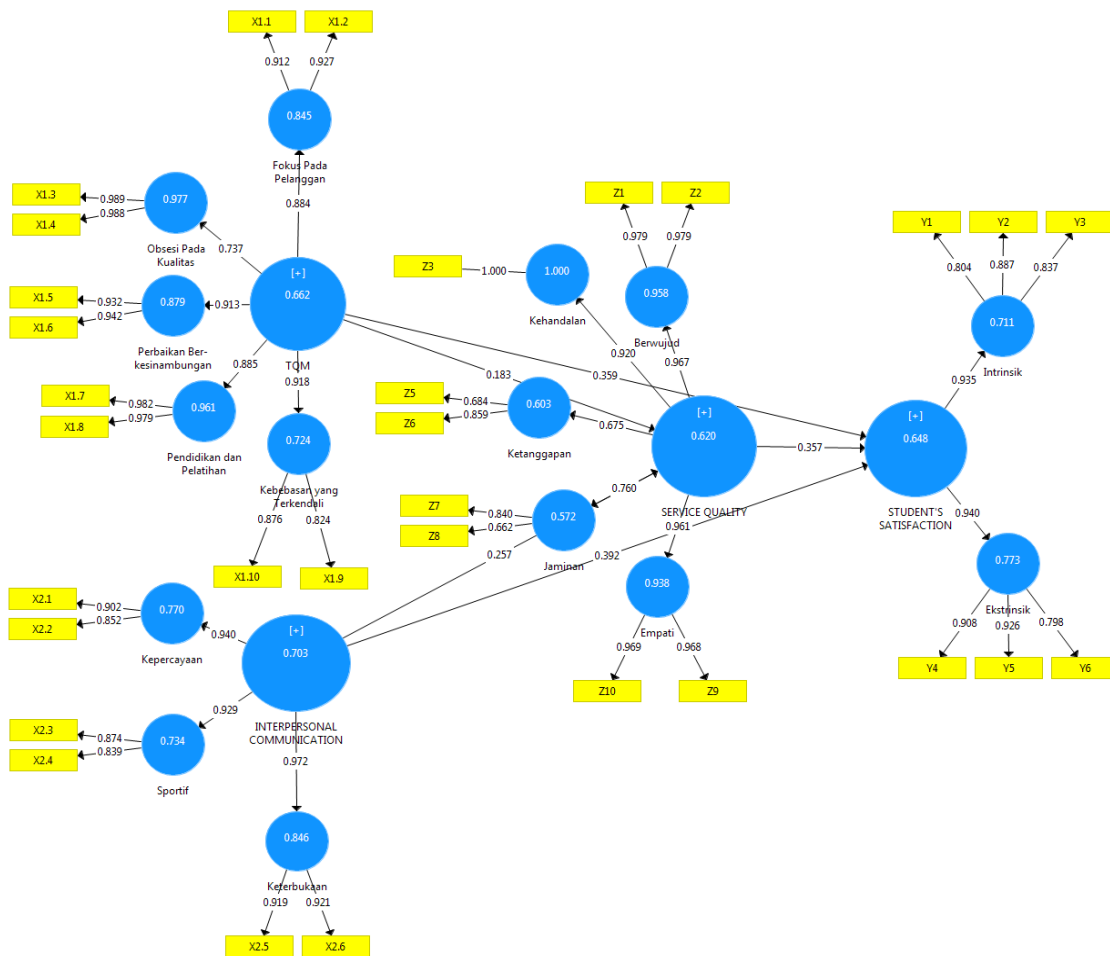 X1.1
X1.2
0.912
0.927
0.845
Fokus Pada
Pelanggan
0.884
X1.3
X1.4
0.989
0.988
0.977
Obsesi Pada
Kualitas
0.737
X1.5
X1.6
0.932
0.942
0.879
Perbaikan Ber-
kesinambungan
0.913
[+]
0.662
TQM
X1.7
X1.8
0.982
0.979
0.961
Pendidikan dan
Pelatihan
0.885
0.918
0.724
Kebebasan yang
Terkendali
0.876
0.824
X1.10
X1.9
0.183
0.359
Z3
1.000
1.000
Kehandalan
0.920
Z1
Z2
0.979
0.979
0.958
Berwujud
0.967
Z5
Z6
0.684
0.859
0.603
Ketanggapan
0.675
[+]
0.620
SERVICE QUALITY
0.357
Z7
Z8
0.840
0.662
0.572
Jaminan
0.760
0.257
0.392
0.961
0.938
Empati
0.969
0.968
Z10
Z9
Y1
Y2
Y3
0.804
0.887
0.837
0.711
Intrinsik
0.935
[+]
0.648
STUDENT'S
SATISFACTION
0.940
0.773
Ekstrinsik
0.908
0.926
0.798
Y4
Y5
Y6
X2.1
X2.2
0.902
0.852
0.770
Kepercayaan
0.940
[+]
0.703
INTERPERSONAL
COMMUNICATION
X2.3
X2.4
0.874
0.839
0.734
Sportif
0.929
0.972
0.846
Keterbukaan
0.919
0.921
X2.5
X2.6